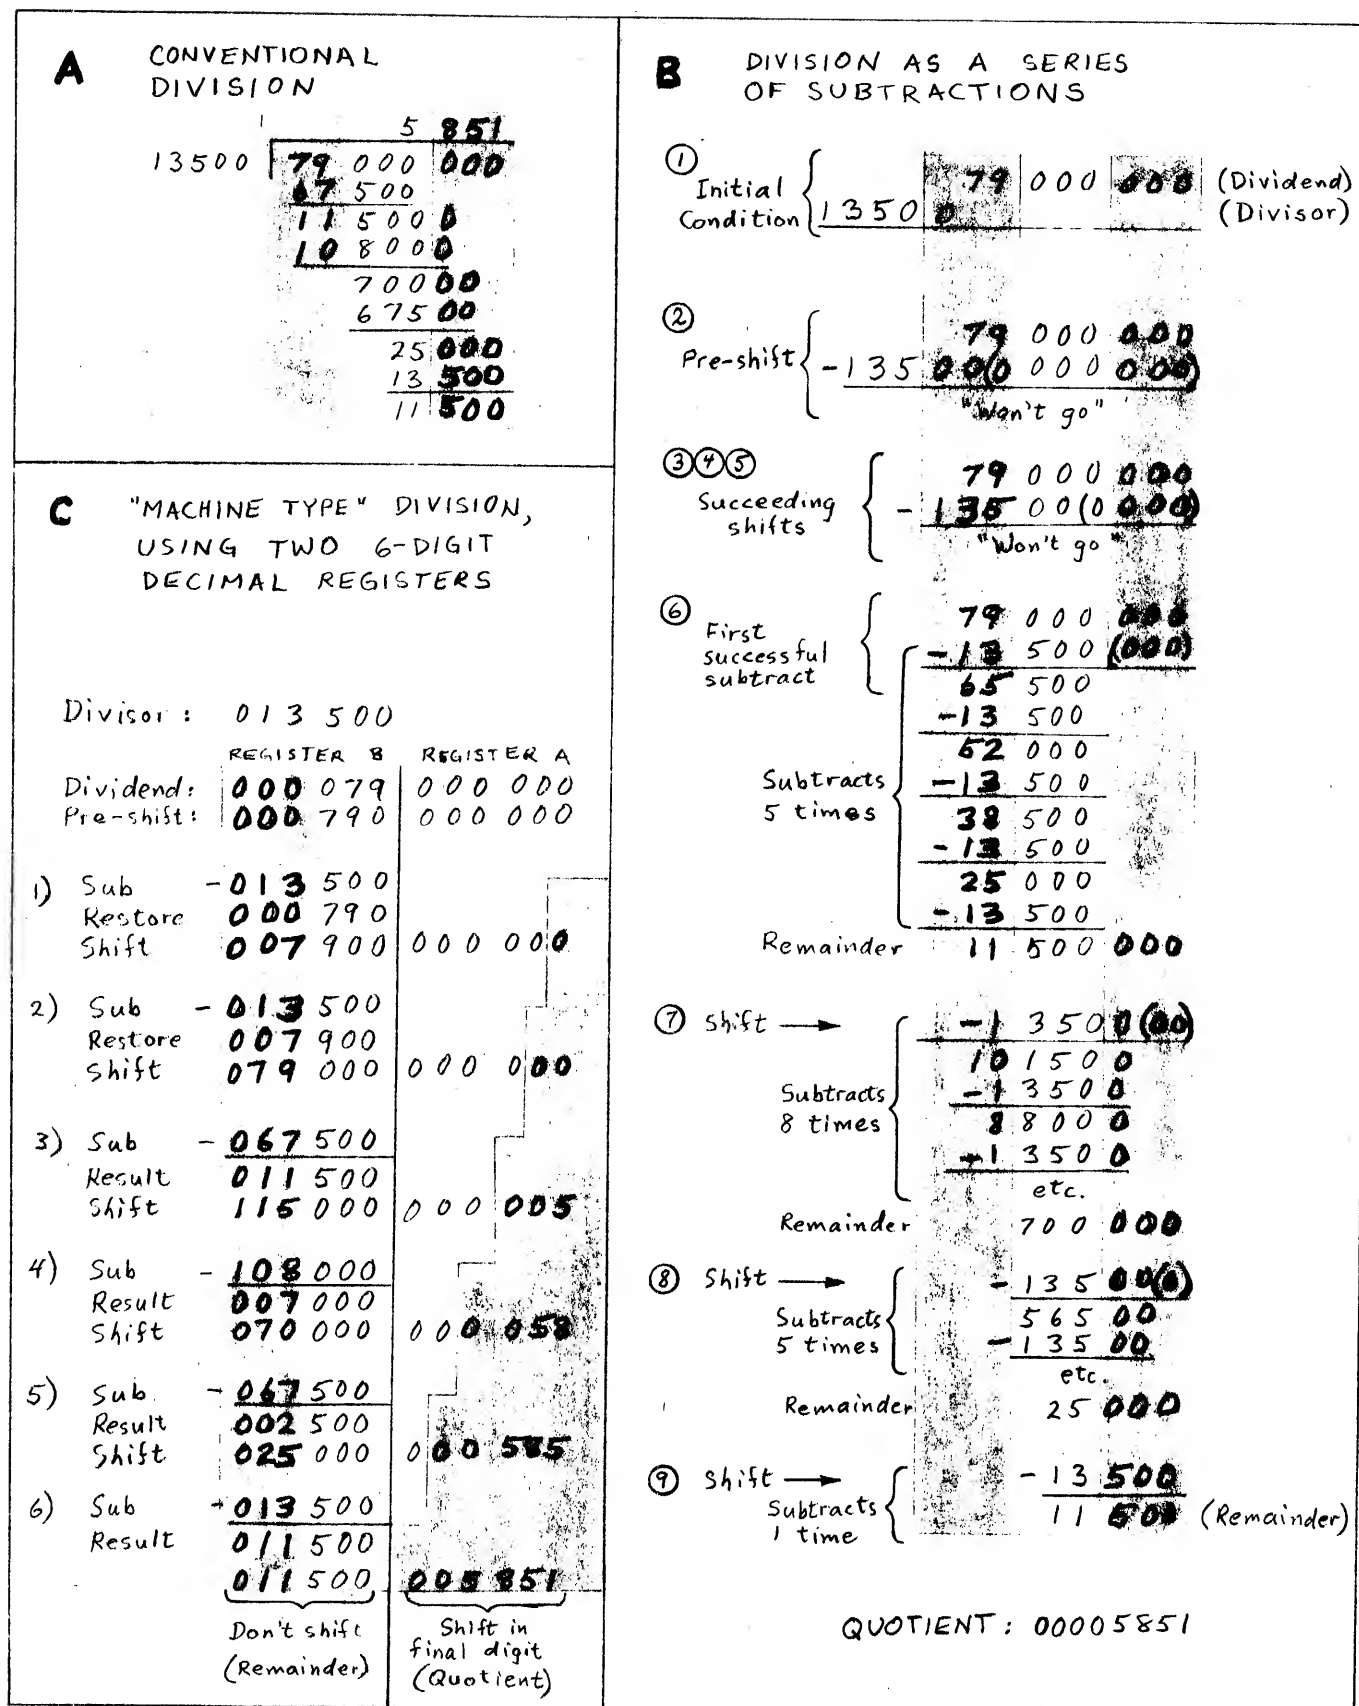 A CONVENTIONAL
DIVISION
5 851
13500 79 000 000
67 500
11 500 0
10 800 0
700 00
675 00
25 000
13 500
11 500
C "MACHINE TYPE" DIVISION,
USING TWO 6-DIGIT
DECIMAL REGISTERS
Divisor: 013 500
REGISTER B REGISTER A
Dividend: 000 079 000 000
Pre-shift: 000 790 000 000
1) Sub -013 500
Restore 000 790
Shift 007 900 000 000
2) Sub -013 500
Restore 007 900
Shift 079 000 000 000
3) Sub -067 500
Result 011 500
Shift 115 000 000 005
4) Sub -108 000
Result 007 000
Shift 070 000 000 058
5) Sub -067 500
Result 002 500
Shift 025 000 000 585
6) Sub -013 500
Result 011 500
011 500 005 851
Don't shift
(Remainder)
Shift in
final digit
(Quotient)
B DIVISION AS A SERIES
OF SUBTRACTIONS
① Initial
Condition
79 000 000 (Dividend)
1350 0 (Divisor)
② Pre-shift
79 000 000
-135 00(0 000 000)
"Won't go"
③④⑤
Succeeding
shifts
79 000 000
-135 00(0 000)
"Won't go"
⑥ First
successful
subtract
79 000 000
-13 500 (000)
65 500
-13 500
52 000
Subtracts
5 times
-13 500
38 500
-13 500
25 000
-13 500
Remainder 11 500 000
⑦ Shift → -1 350 0(00)
10 150 0
Subtracts
8 times
-1 350 0
8 800 0
-1 350 0
etc.
Remainder 700 000
⑧ Shift → -135 00(0)
Subtracts
5 times
565 00
-135 00
etc.
Remainder 25 000
⑨ Shift → -13 500
Subtracts
1 time
11 500 (Remainder)
QUOTIENT: 00005851